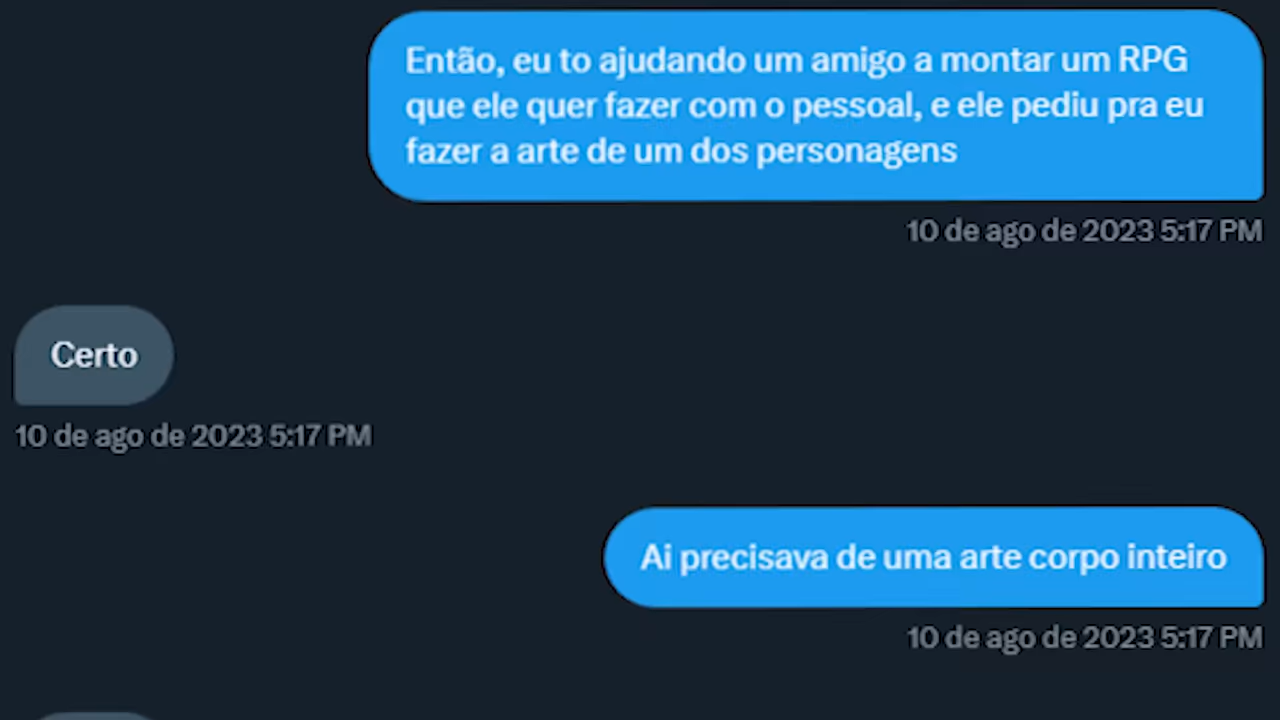 Então, eu to ajudando um amigo a montar um RPG
que ele quer fazer com o pessoal, e ele pediu pra eu
fazer a arte de um dos personagens
10 de ago de 2023 5:17 PM
Certo
10 de ago de 2023 5:17 PM
Ai precisava de uma arte corpo inteiro
10 de ago de 2023 5:17 PM